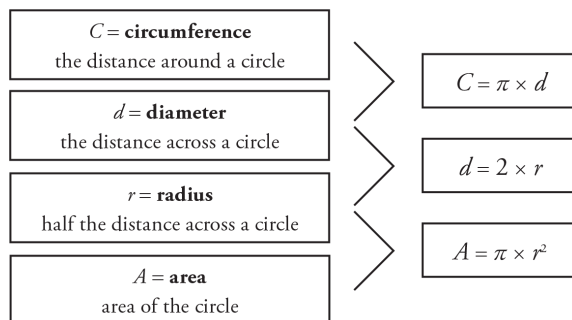 C = circumference
the distance around a circle
d = diameter
the distance across a circle
r = radius
half the distance across a circle
A = area
area of the circle
C = π × d
d = 2 × r
A = π × r²